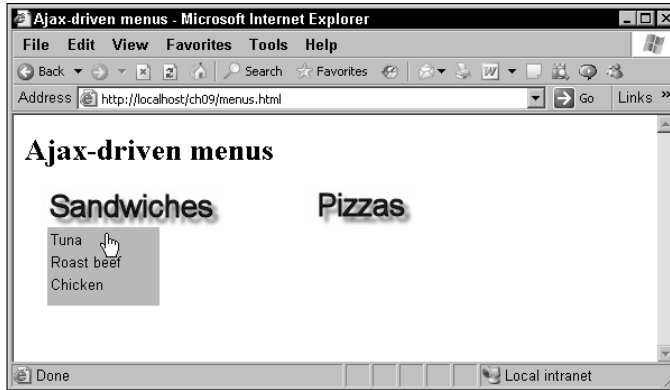 Ajax-driven menus - Microsoft Internet Explorer
File Edit View Favorites Tools Help
Back Search Favorites
Address http://localhost/ch09/menus.html Go Links »
Ajax-driven menus
Sandwiches Pizzas
Tuna
Roast beef
Chicken
Done Local intranet